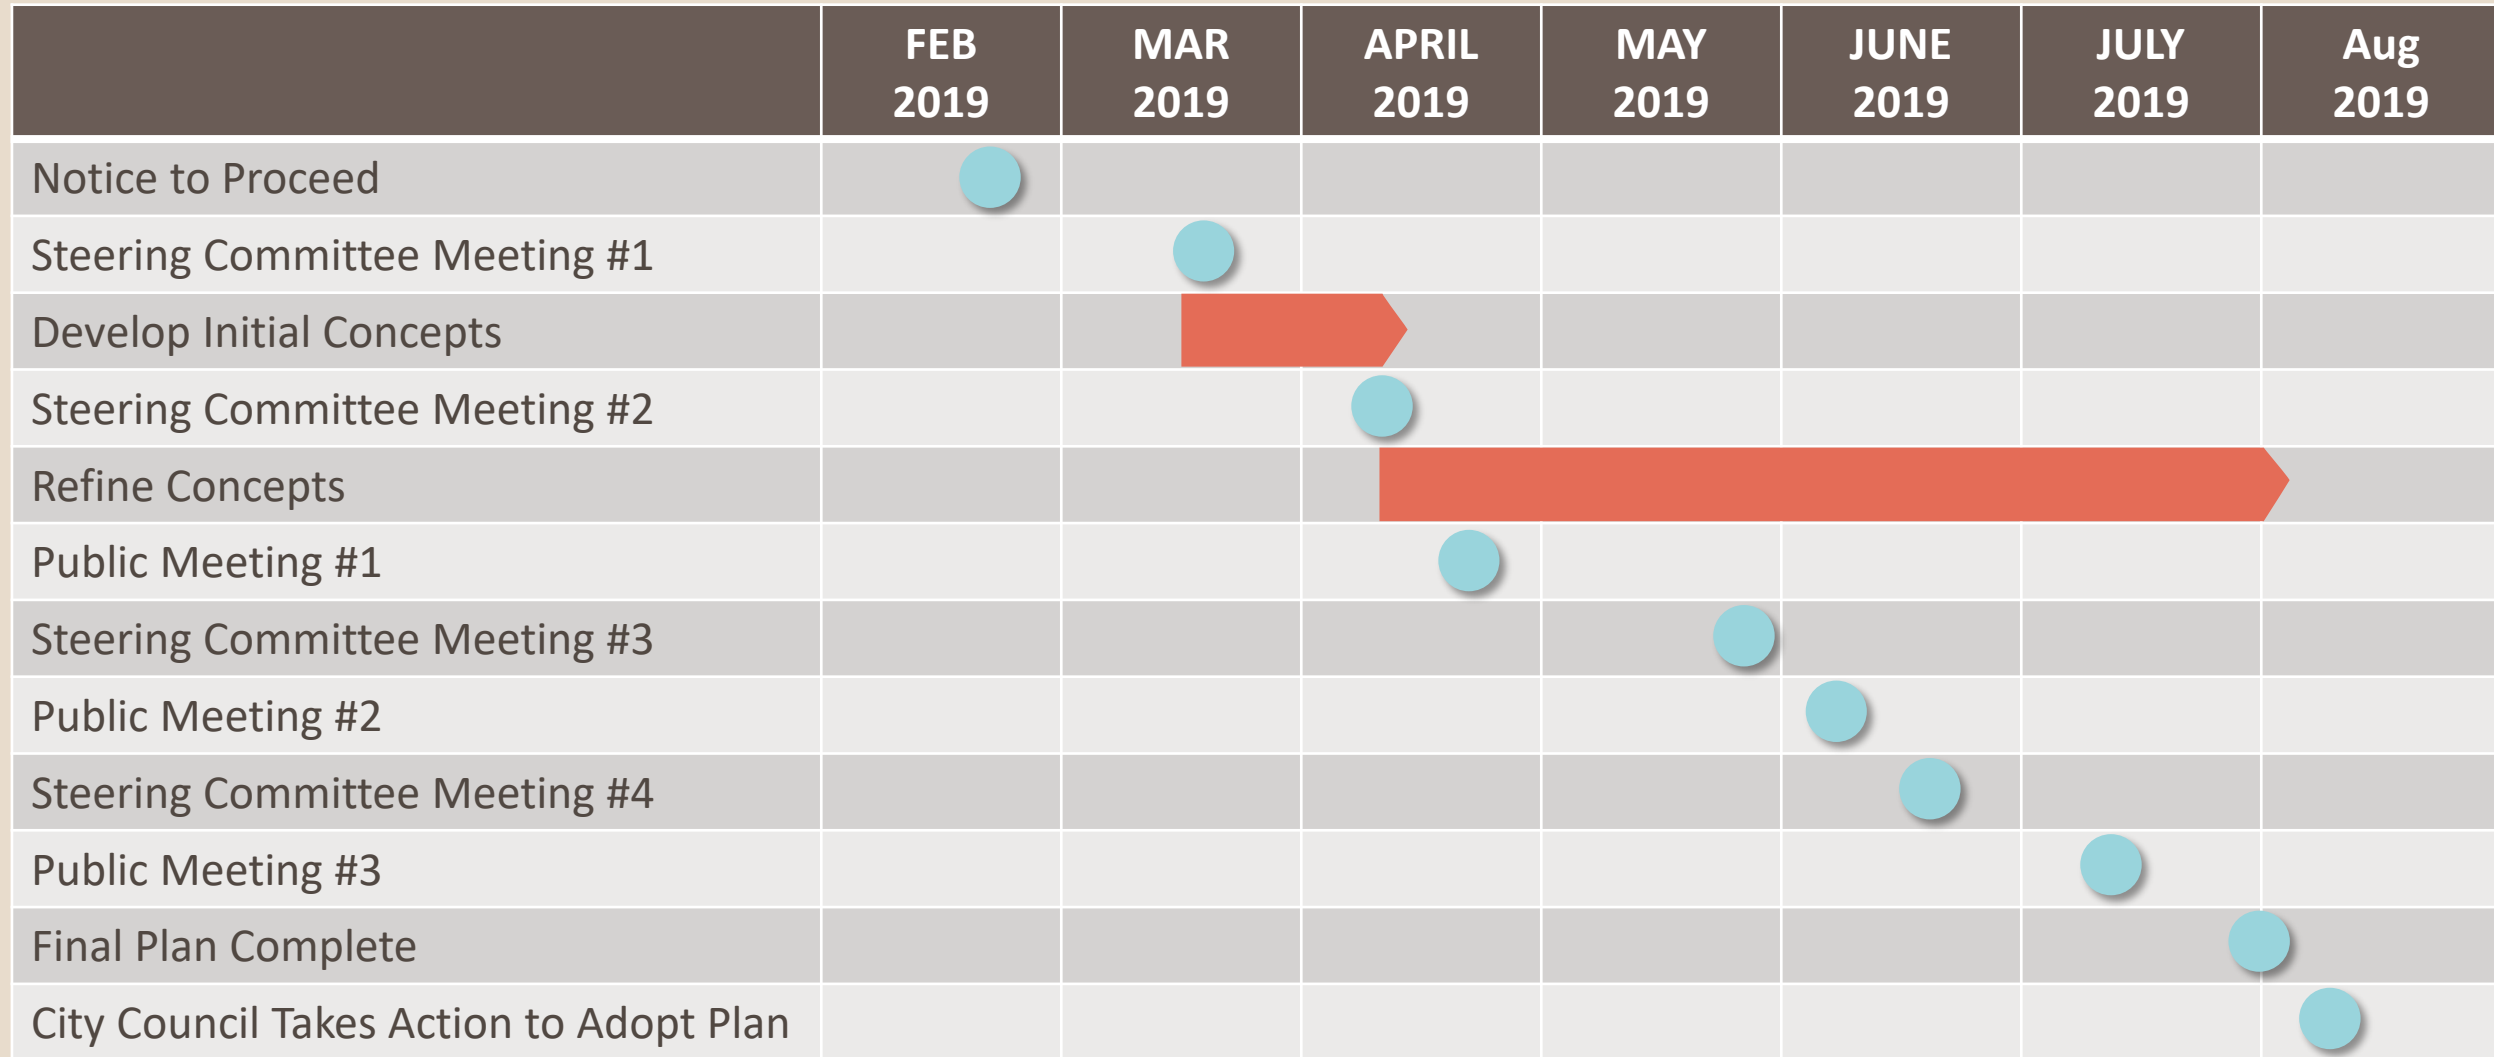 FEB MAR APRIL MAY JUNE JULY Aug
2019 2019 2019 2019 2019 2019 2019
Notice to Proceed
Steering Committee Meeting #1
Develop Initial Concepts
Steering Committee Meeting #2
Refine Concepts
Public Meeting #1
Steering Committee Meeting #3
Public Meeting #2
Steering Committee Meeting #4
Public Meeting #3
Final Plan Complete
City Council Takes Action to Adopt Plan